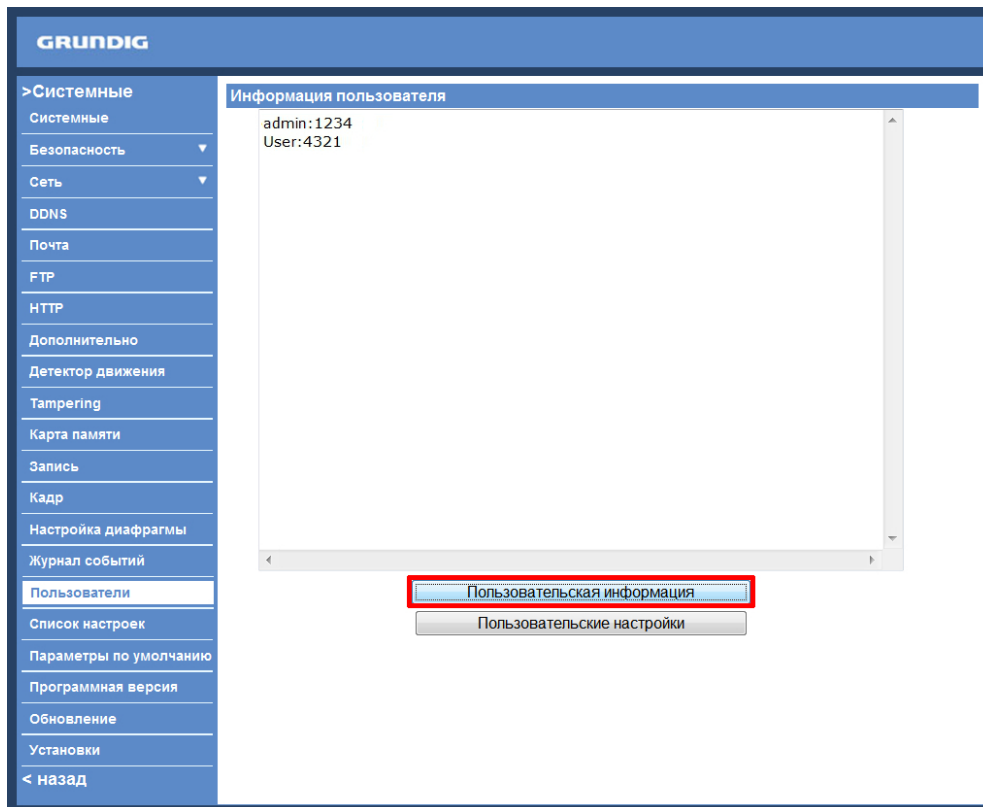 GRUNDIG
>Системные
Системные
Безопасность
Сеть
DDNS
Почта
FTP
HTTP
Дополнительно
Детектор движения
Tampering
Карта памяти
Запись
Кадр
Настройка диафрагмы
Журнал событий
Пользователи
Список настроек
Параметры по умолчанию
Программная версия
Обновление
Установки
< назад
Информация пользователя
admin:1234
User:4321
Пользовательская информация
Пользовательские настройки